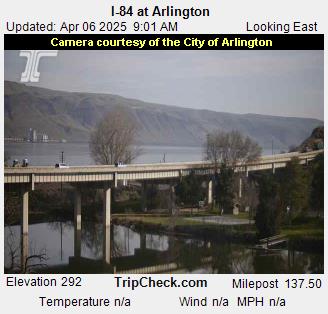 I-84 at Arlington
Updated: Apr 06 2025 9:01 AM Looking East
Camera courtesy of the City of Arlington
Elevation 292 TripCheck.com Milepost 137.50
Temperature n/a Wind n/a MPH n/a